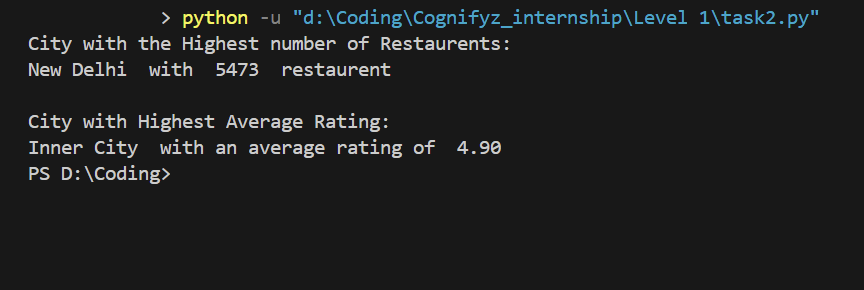 > python -u "d:\Coding\Cognifyz_internship\Level 1\task2.py"
City with the Highest number of Restaurents:
New Delhi  with  5473  restaurent
City with Highest Average Rating:
Inner City  with an average rating of  4.90
PS D:\Coding>